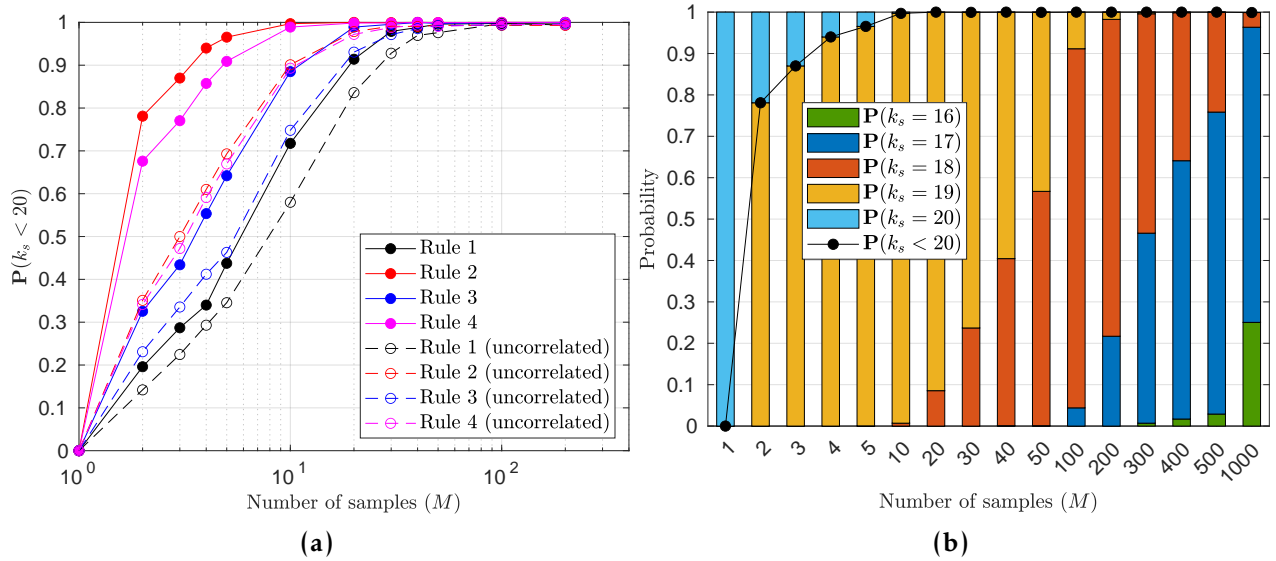 1
0.9
0.8
0.7
0.6
0.5
0.4
0.3
0.2
0.1
0
P(k_s < 20)
10^0
10^1
10^2
Number of samples (M)
Rule 1
Rule 2
Rule 3
Rule 4
Rule 1 (uncorrelated)
Rule 2 (uncorrelated)
Rule 3 (uncorrelated)
Rule 4 (uncorrelated)
(a)
1
0.9
0.8
0.7
0.6
0.5
0.4
0.3
0.2
0.1
0
Probability
P(k_s = 16)
P(k_s = 17)
P(k_s = 18)
P(k_s = 19)
P(k_s = 20)
P(k_s < 20)
1
2
3
4
5
10
20
30
40
50
100
200
300
400
500
1000
Number of samples (M)
(b)